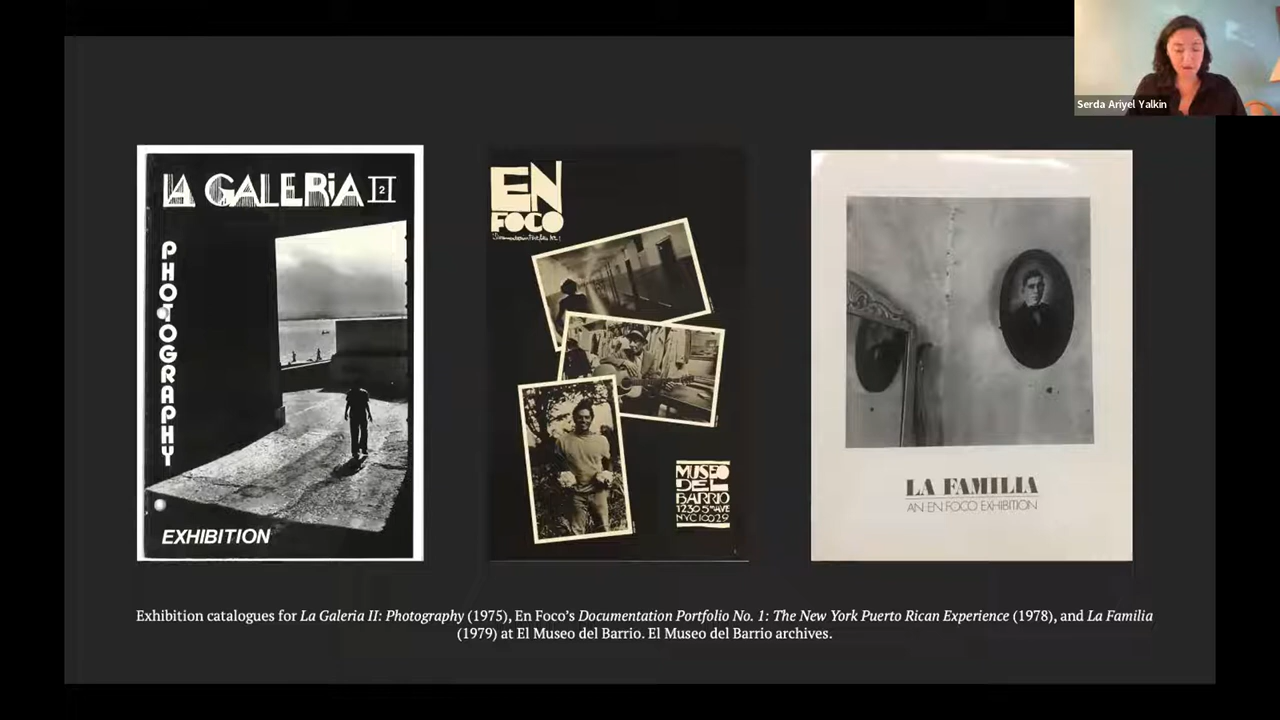 Serda Ariyel Yalkin
LA GALERiA II
2
PHOTOGRAPHY
EXHIBITION
EN
FOCO
MUSEO
DEL
BARRIO
1230 5TH AVE
NYC 10029
LA FAMILIA
AN EN FOCO EXHIBITION
Exhibition catalogues for La Galeria II: Photography (1975), En Foco’s Documentation Portfolio No. 1: The New York Puerto Rican Experience (1978), and La Familia
(1979) at El Museo del Barrio. El Museo del Barrio archives.